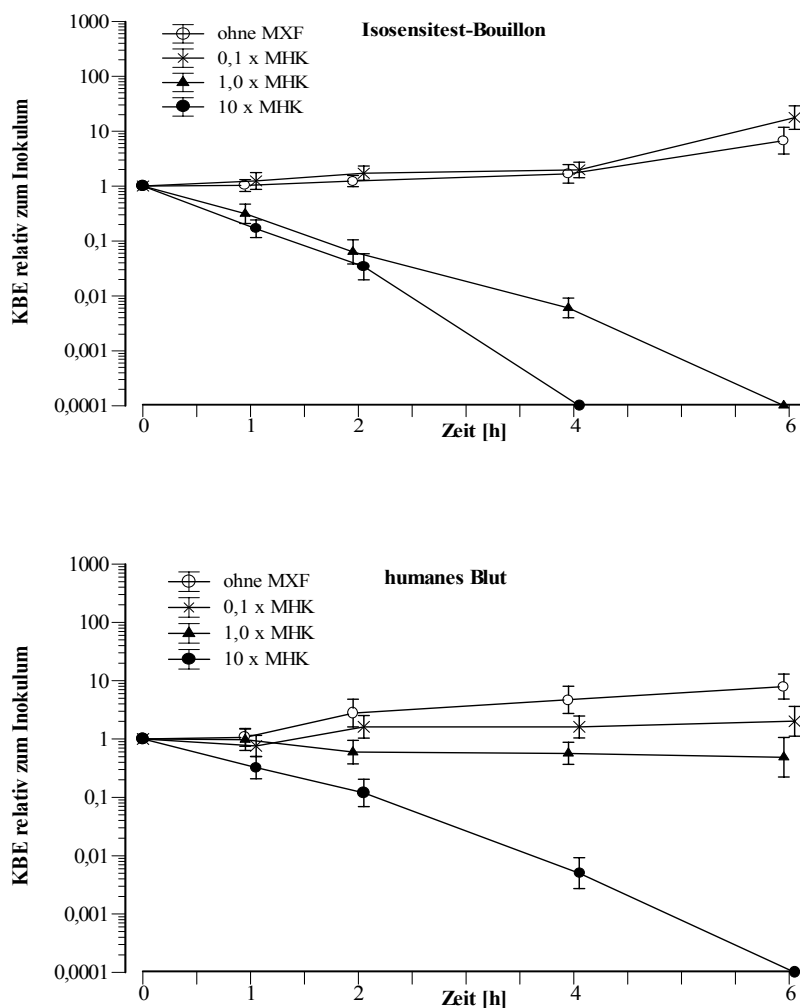 Isosensitest-Bouillon
ohne MXF
0,1 x MHK
1,0 x MHK
10 x MHK
KBE relativ zum Inokulum
1000
100
10
1
0,1
0,01
0,001
0,0001
0 1 2 4 6
Zeit [h]
humanes Blut
ohne MXF
0,1 x MHK
1,0 x MHK
10 x MHK
KBE relativ zum Inokulum
1000
100
10
1
0,1
0,01
0,001
0,0001
0 1 2 4 6
Zeit [h]